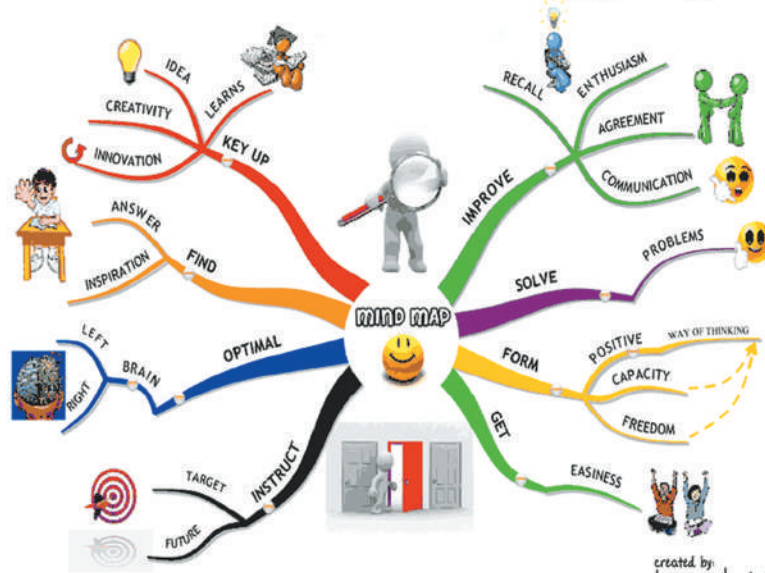 MIND MAP
KEY UP
IDEA
LEARNS
CREATIVITY
INNOVATION
FIND
ANSWER
INSPIRATION
OPTIMAL
BRAIN
LEFT
RIGHT
INSTRUCT
TARGET
FUTURE
IMPROVE
RECALL
ENTHUSIASM
AGREEMENT
COMMUNICATION
SOLVE
PROBLEMS
FORM
POSITIVE
WAY OF THINKING
CAPACITY
FREEDOM
GET
EASINESS
created by: